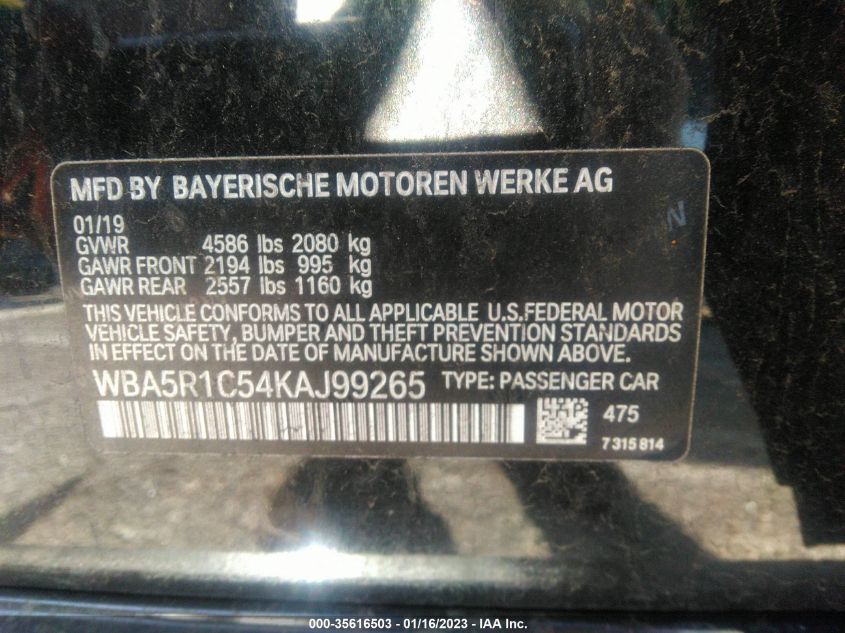 MFD BY BAYERISCHE MOTOREN WERKE AG
01/19
GVWR 4586 lbs 2080 kg
GAWR FRONT 2194 lbs 995 kg
GAWR REAR 2557 lbs 1160 kg
THIS VEHICLE CONFORMS TO ALL APPLICABLE U.S.FEDERAL MOTOR
VEHICLE SAFETY, BUMPER AND THEFT PREVENTION STANDARDS
IN EFFECT ON THE DATE OF MANUFACTURE SHOWN ABOVE.
WBA5R1C54KAJ99265 TYPE: PASSENGER CAR
475
7 315 814
N
000-35616503 - 01/16/2023 - IAA Inc.